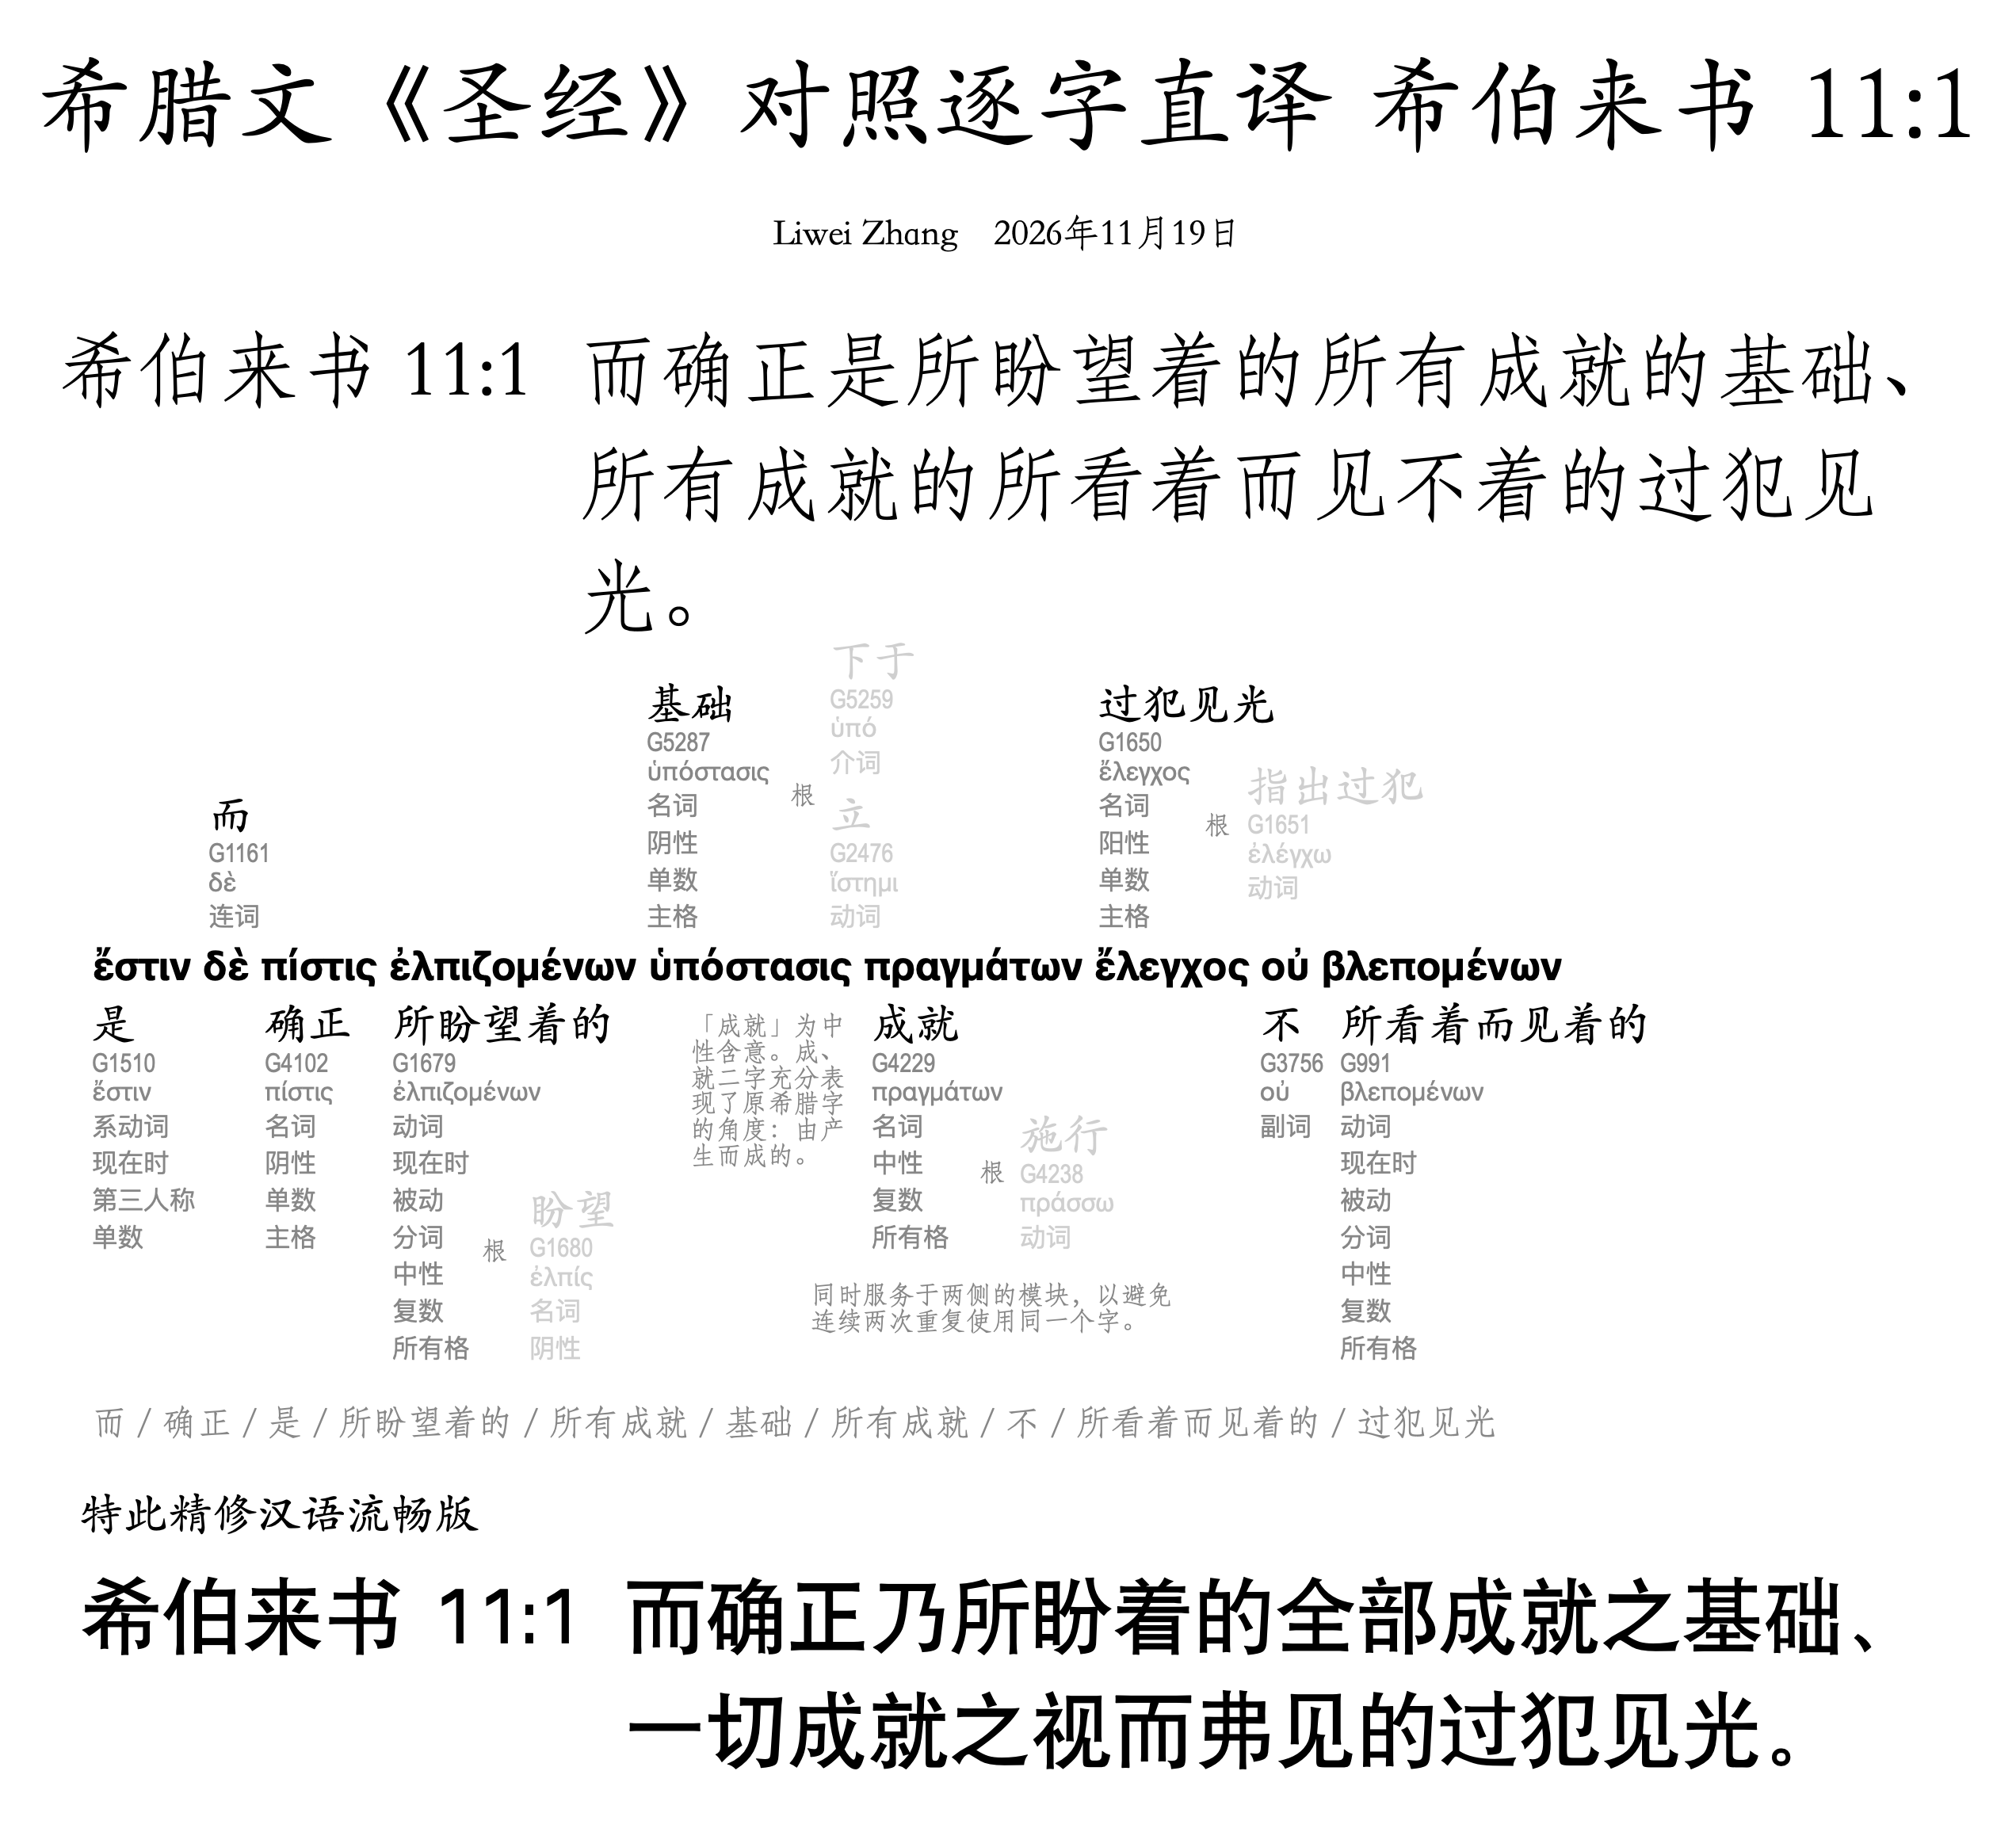 希腊文《圣经》对照逐字直译 希伯来书 11:1
Liwei Zhang 2026年11月19日
希伯来书 11:1 而确正是所盼望着的所有成就的基础、
所有成就的所看着而见不着的过犯见
光。
而
G1161
δὲ
连词
基础
G5287
ὑπόστασις
名词
阴性
单数
主格
根
下于
G5259
ὑπό
介词
立
G2476
ἵστημι
动词
过犯见光
G1650
ἔλεγχος
名词
阳性
单数
主格
根
指出过犯
G1651
ἐλέγχω
动词
ἔστιν δὲ πίστις ἐλπιζομένων ὑπόστασις πραγμάτων ἔλεγχος οὐ βλεπομένων
是
G1510
ἔστιν
系动词
现在时
第三人称
单数
确正
G4102
πίστις
名词
阴性
单数
主格
所盼望着的
G1679
ἐλπιζομένων
动词
现在时
被动
分词
中性
复数
所有格
根
盼望
G1680
ἐλπίς
名词
阴性
「成就」为中
性含意。成、
就二字充分表
现了原希腊字
的角度：由产
生而成的。
成就
G4229
πραγμάτων
名词
中性
复数
所有格
根
施行
G4238
πράσσω
动词
同时服务于两侧的模块，以避免
连续两次重复使用同一个字。
不
G3756
οὐ
副词
所看着而见着的
G991
βλεπομένων
动词
现在时
被动
分词
中性
复数
所有格
而 / 确正 / 是 / 所盼望着的 / 所有成就 / 基础 / 所有成就 / 不 / 所看着而见着的 / 过犯见光
特此精修汉语流畅版
希伯来书 11:1 而确正乃所盼着的全部成就之基础、
一切成就之视而弗见的过犯见光。